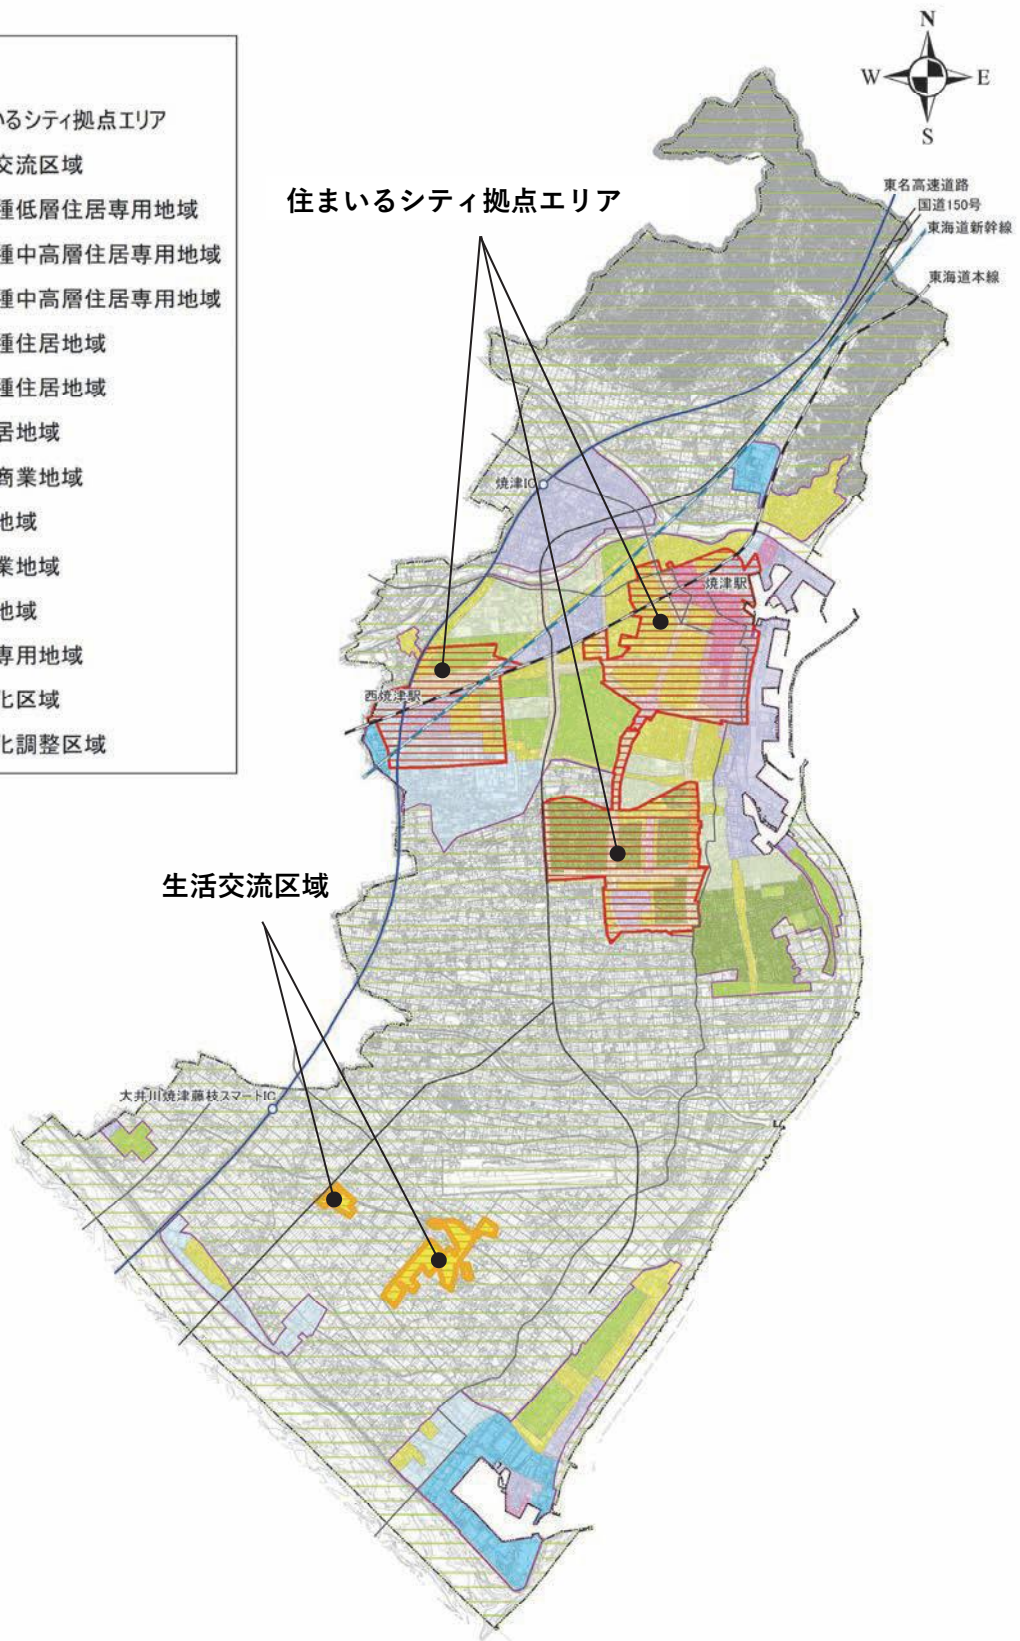 いるシティ拠点エリア
交流区域
種低層住居専用地域
種中高層住居専用地域
種中高層住居専用地域
種住居地域
種住居地域
居地域
商業地域
地域
業地域
地域
専用地域
化区域
化調整区域
N
W
E
S
住まいるシティ拠点エリア
東名高速道路
国道150号
東海道新幹線
東海道本線
焼津IC
焼津駅
西焼津駅
生活交流区域
大井川焼津藤枝スマートIC